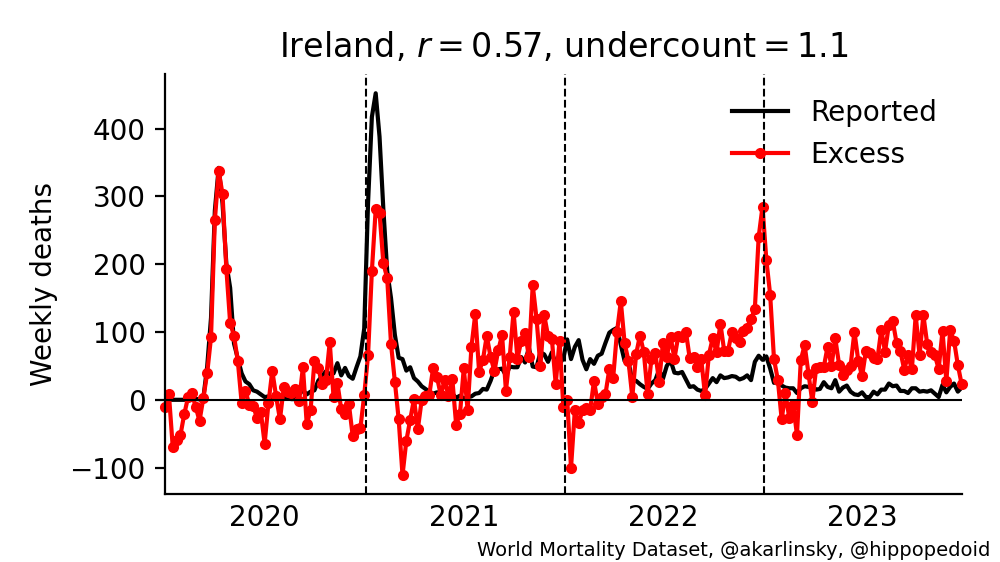 Ireland, r = 0.57, undercount = 1.1
Reported
Excess
Weekly deaths
400
300
200
100
0
−100
2020 2021 2022 2023
World Mortality Dataset, @akarlinsky, @hippopedoid